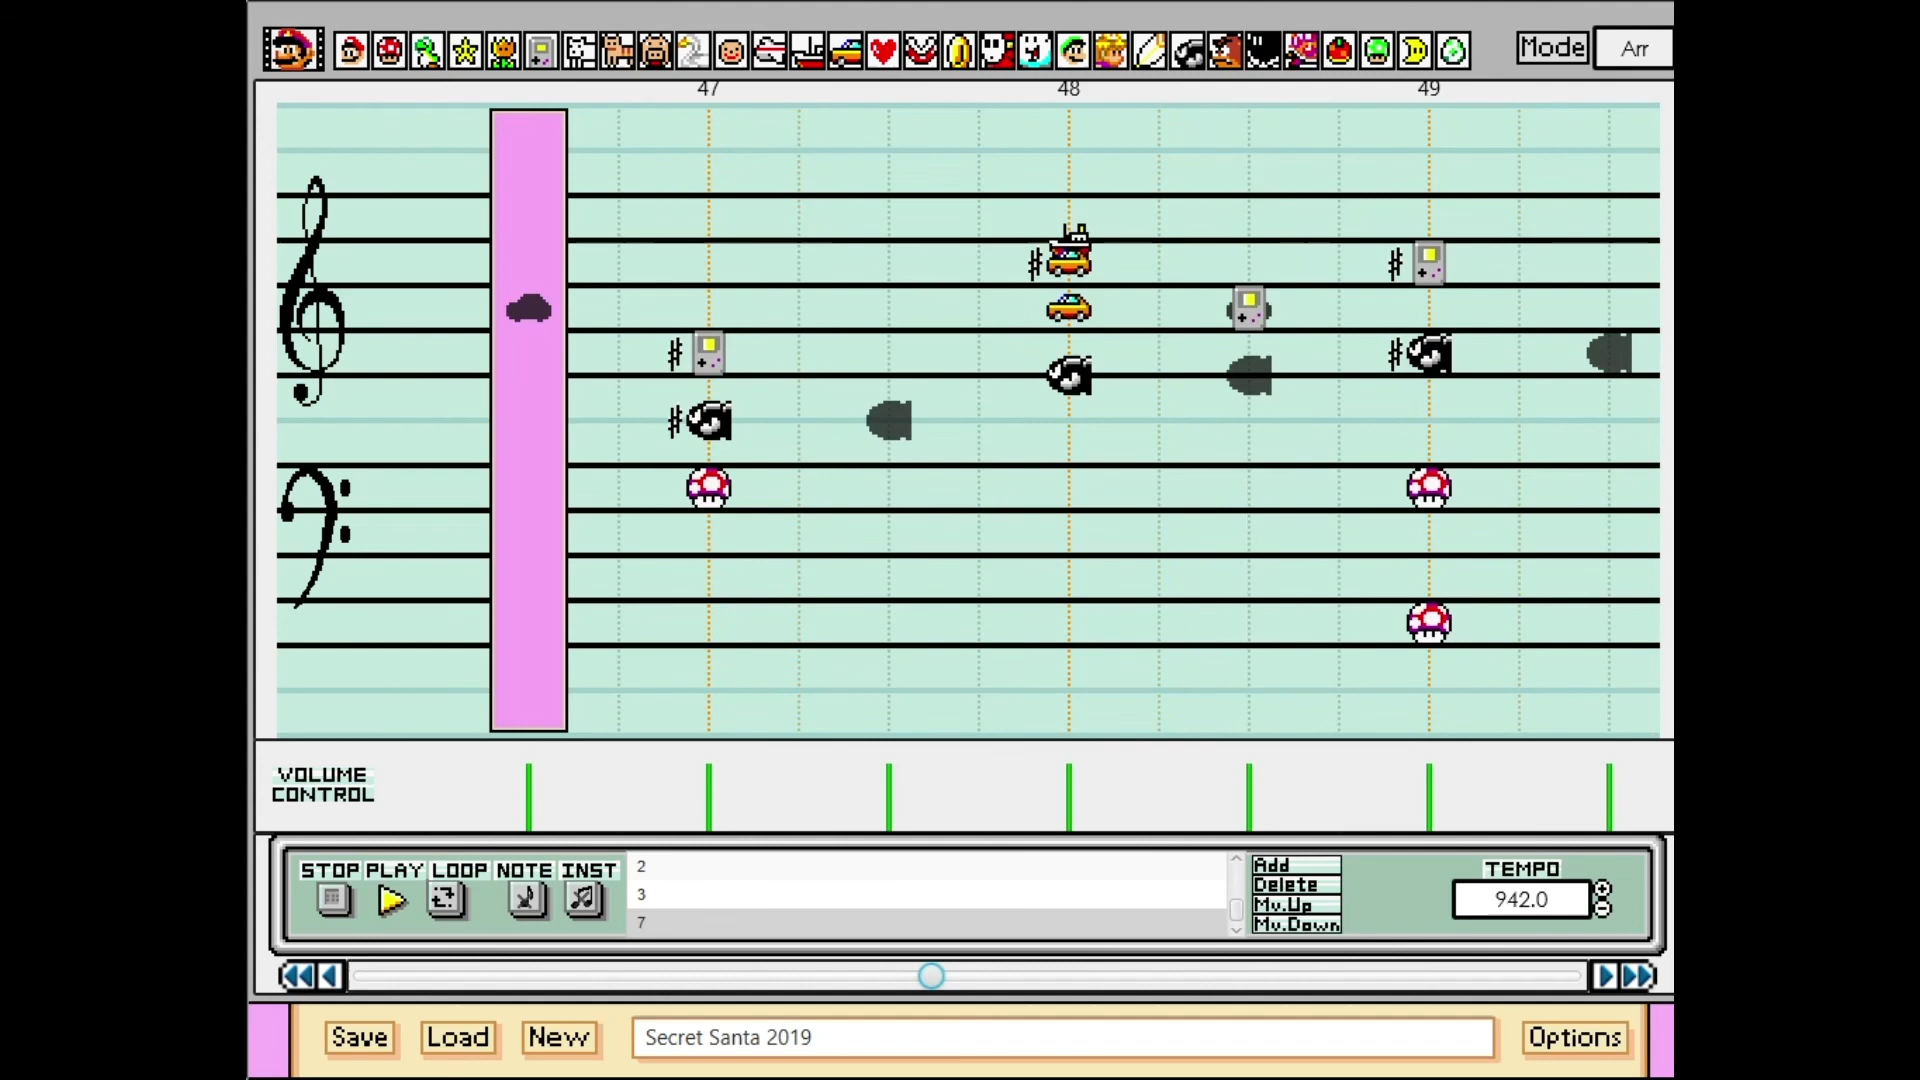 Mode Arr
47 48 49
VOLUME
CONTROL
STOP PLAY LOOP NOTE INST
2
3
7
Add
Delete
Mv.Up
Mv.Down
TEMPO
942.0
Save Load New Secret Santa 2019 Options